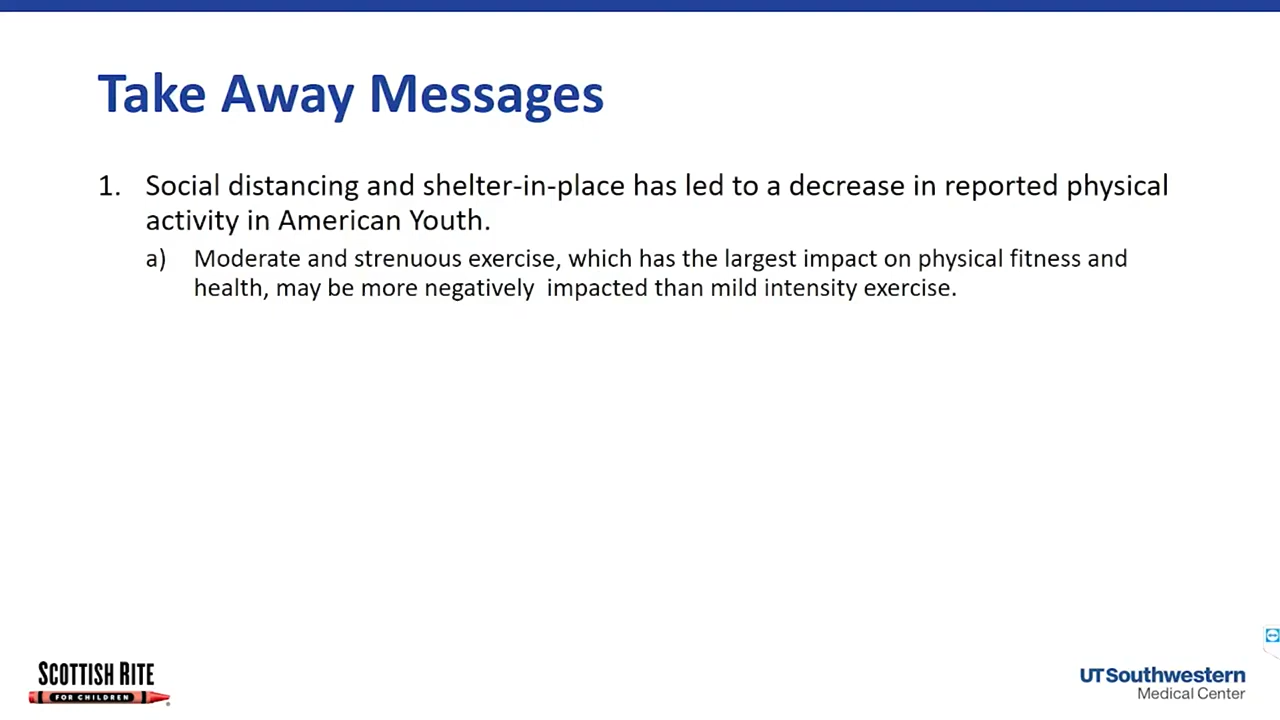 Take Away Messages
1. Social distancing and shelter-in-place has led to a decrease in reported physical
activity in American Youth.
a) Moderate and strenuous exercise, which has the largest impact on physical fitness and
health, may be more negatively  impacted than mild intensity exercise.
SCOTTISH RITE
FOR CHILDREN
UTSouthwestern
Medical Center